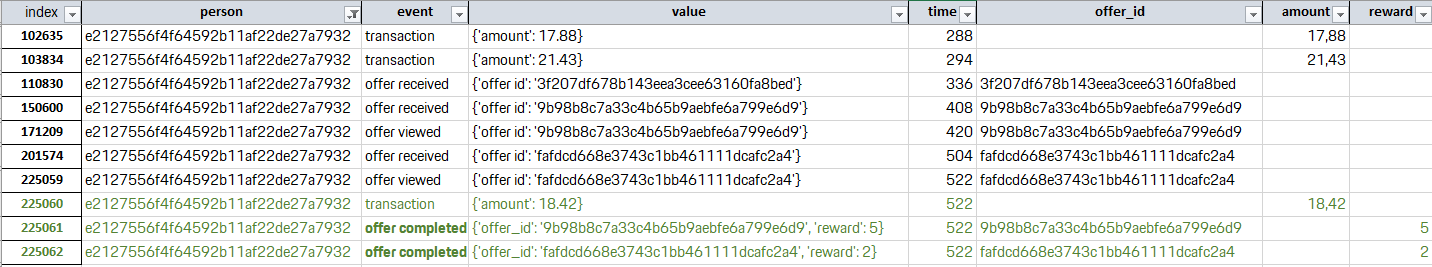 index person event value time offer_id amount reward
102635 e2127556f4f64592b11af22de27a7932 transaction {'amount': 17.88} 288 17,88
103834 e2127556f4f64592b11af22de27a7932 transaction {'amount': 21.43} 294 21,43
110830 e2127556f4f64592b11af22de27a7932 offer received {'offer id': '3f207df678b143eea3cee63160fa8bed'} 336 3f207df678b143eea3cee63160fa8bed
150600 e2127556f4f64592b11af22de27a7932 offer received {'offer id': '9b98b8c7a33c4b65b9aebfe6a799e6d9'} 408 9b98b8c7a33c4b65b9aebfe6a799e6d9
171209 e2127556f4f64592b11af22de27a7932 offer viewed {'offer id': '9b98b8c7a33c4b65b9aebfe6a799e6d9'} 420 9b98b8c7a33c4b65b9aebfe6a799e6d9
201574 e2127556f4f64592b11af22de27a7932 offer received {'offer id': 'fafdcd668e3743c1bb461111dcafc2a4'} 504 fafdcd668e3743c1bb461111dcafc2a4
225059 e2127556f4f64592b11af22de27a7932 offer viewed {'offer id': 'fafdcd668e3743c1bb461111dcafc2a4'} 522 fafdcd668e3743c1bb461111dcafc2a4
225060 e2127556f4f64592b11af22de27a7932 transaction {'amount': 18.42} 522 18,42
225061 e2127556f4f64592b11af22de27a7932 offer completed {'offer_id': '9b98b8c7a33c4b65b9aebfe6a799e6d9', 'reward': 5} 522 9b98b8c7a33c4b65b9aebfe6a799e6d9 5
225062 e2127556f4f64592b11af22de27a7932 offer completed {'offer_id': 'fafdcd668e3743c1bb461111dcafc2a4', 'reward': 2} 522 fafdcd668e3743c1bb461111dcafc2a4 2